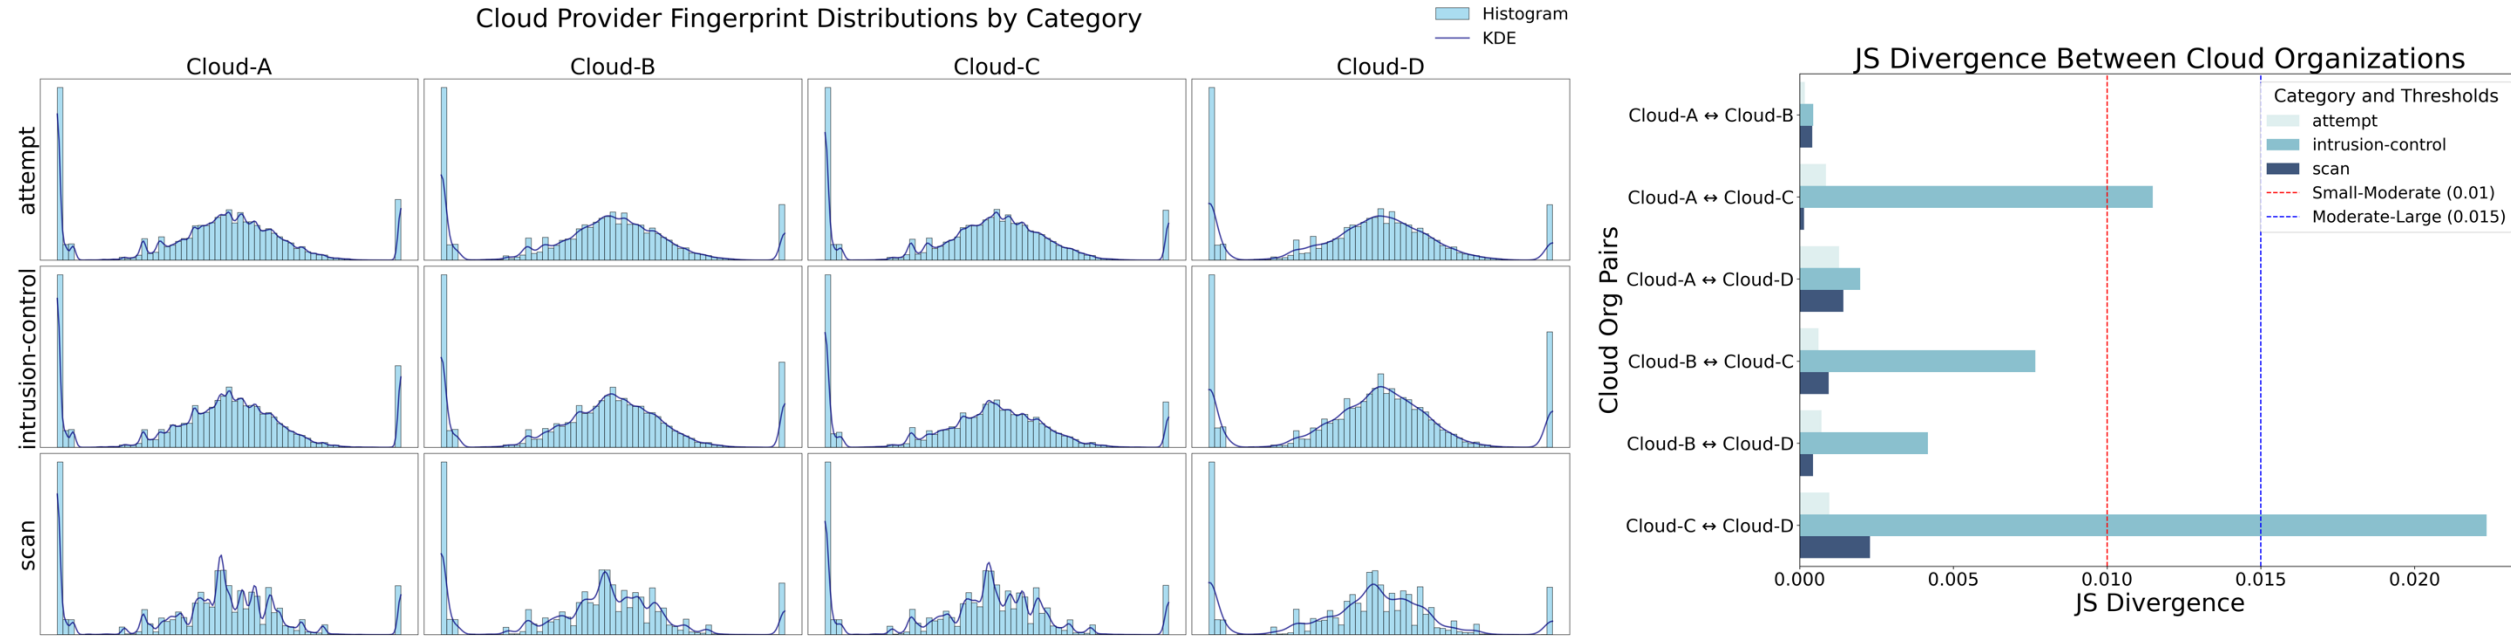 Cloud Provider Fingerprint Distributions by Category
Histogram
KDE
Cloud-A
Cloud-B
Cloud-C
Cloud-D
attempt
intrusion-control
scan
JS Divergence Between Cloud Organizations
Category and Thresholds
attempt
intrusion-control
scan
Small-Moderate (0.01)
Moderate-Large (0.015)
Cloud Org Pairs
Cloud-A ↔ Cloud-B
Cloud-A ↔ Cloud-C
Cloud-A ↔ Cloud-D
Cloud-B ↔ Cloud-C
Cloud-B ↔ Cloud-D
Cloud-C ↔ Cloud-D
0.000 0.005 0.010 0.015 0.020
JS Divergence